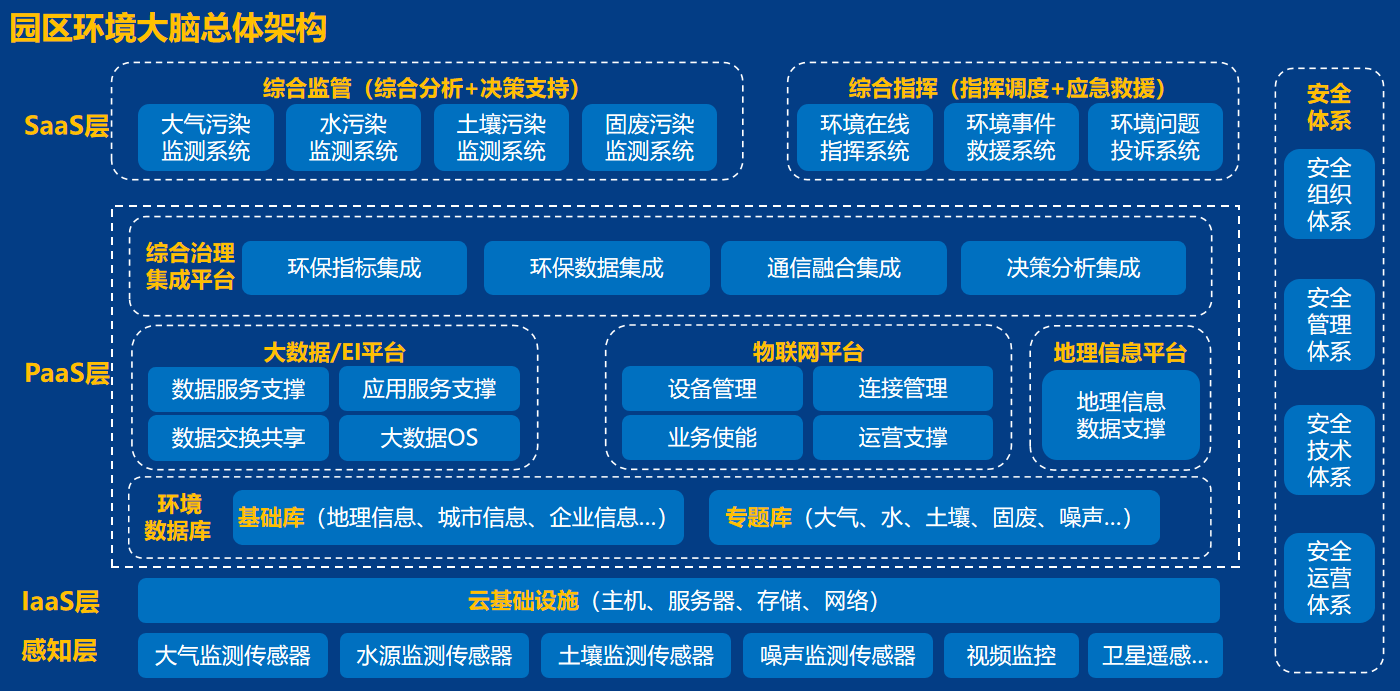 园区环境大脑总体架构
SaaS层
综合监管（综合分析+决策支持）
大气污染
监测系统
水污染
监测系统
土壤污染
监测系统
固废污染
监测系统
综合指挥（指挥调度+应急救援）
环境在线
指挥系统
环境事件
救援系统
环境问题
投诉系统
PaaS层
综合治理
集成平台
环保指标集成
环保数据集成
通信融合集成
决策分析集成
大数据/EI平台
数据服务支撑
应用服务支撑
数据交换共享
大数据OS
物联网平台
设备管理
连接管理
业务使能
运营支撑
地理信息平台
地理信息
数据支撑
环境
数据库
基础库（地理信息、城市信息、企业信息...）
专题库（大气、水、土壤、固废、噪声...）
IaaS层
云基础设施（主机、服务器、存储、网络）
感知层
大气监测传感器
水源监测传感器
土壤监测传感器
噪声监测传感器
视频监控
卫星遥感...
安全
体系
安全
组织
体系
安全
管理
体系
安全
技术
体系
安全
运营
体系